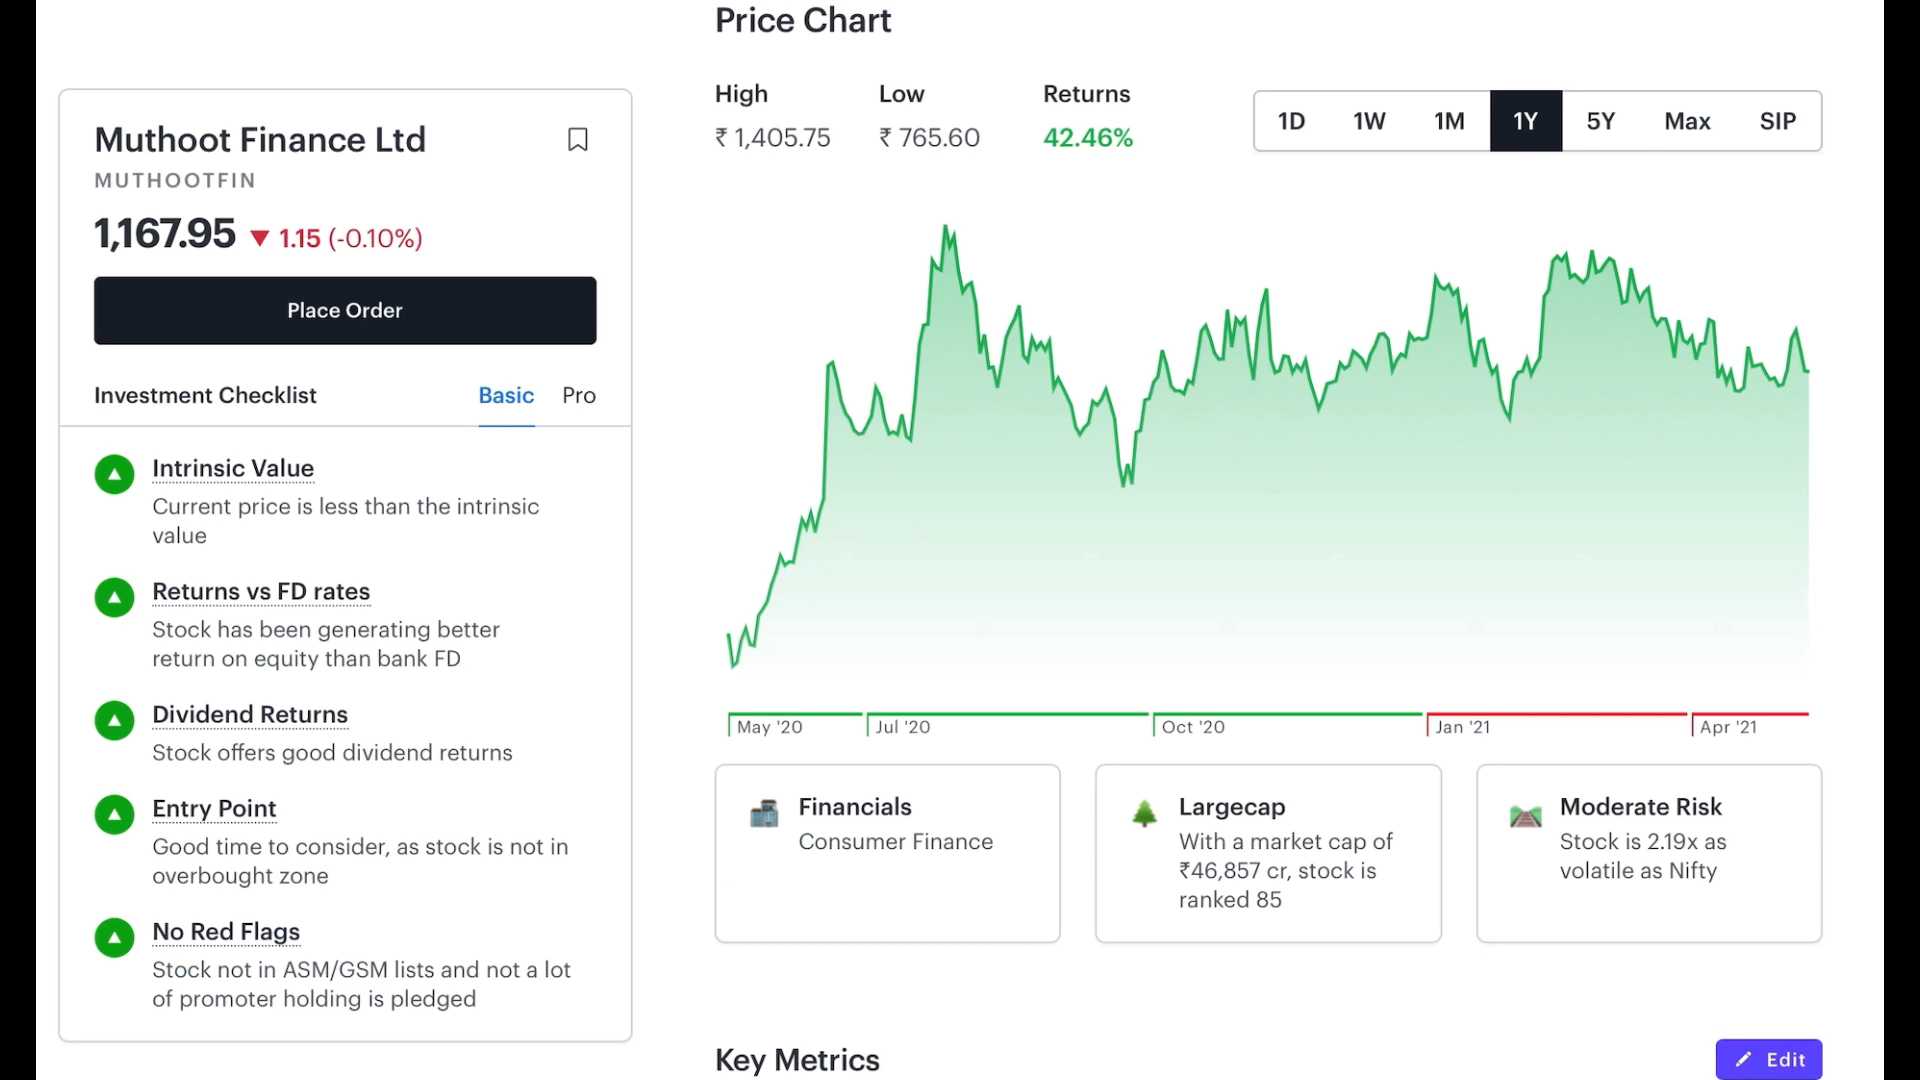 Price Chart
High
Low
Returns
₹ 1,405.75
₹ 765.60
42.46%
1D
1W
1M
1Y
5Y
Max
SIP
Muthoot Finance Ltd
MUTHOOTFIN
1,167.95 ▼ 1.15 (-0.10%)
Place Order
Investment Checklist
Basic
Pro
Intrinsic Value
Current price is less than the intrinsic
value
Returns vs FD rates
Stock has been generating better
return on equity than bank FD
Dividend Returns
Stock offers good dividend returns
Entry Point
Good time to consider, as stock is not in
overbought zone
No Red Flags
Stock not in ASM/GSM lists and not a lot
of promoter holding is pledged
May '20
Jul '20
Oct '20
Jan '21
Apr '21
Financials
Consumer Finance
Largecap
With a market cap of
₹46,857 cr, stock is
ranked 85
Moderate Risk
Stock is 2.19x as
volatile as Nifty
Key Metrics
Edit